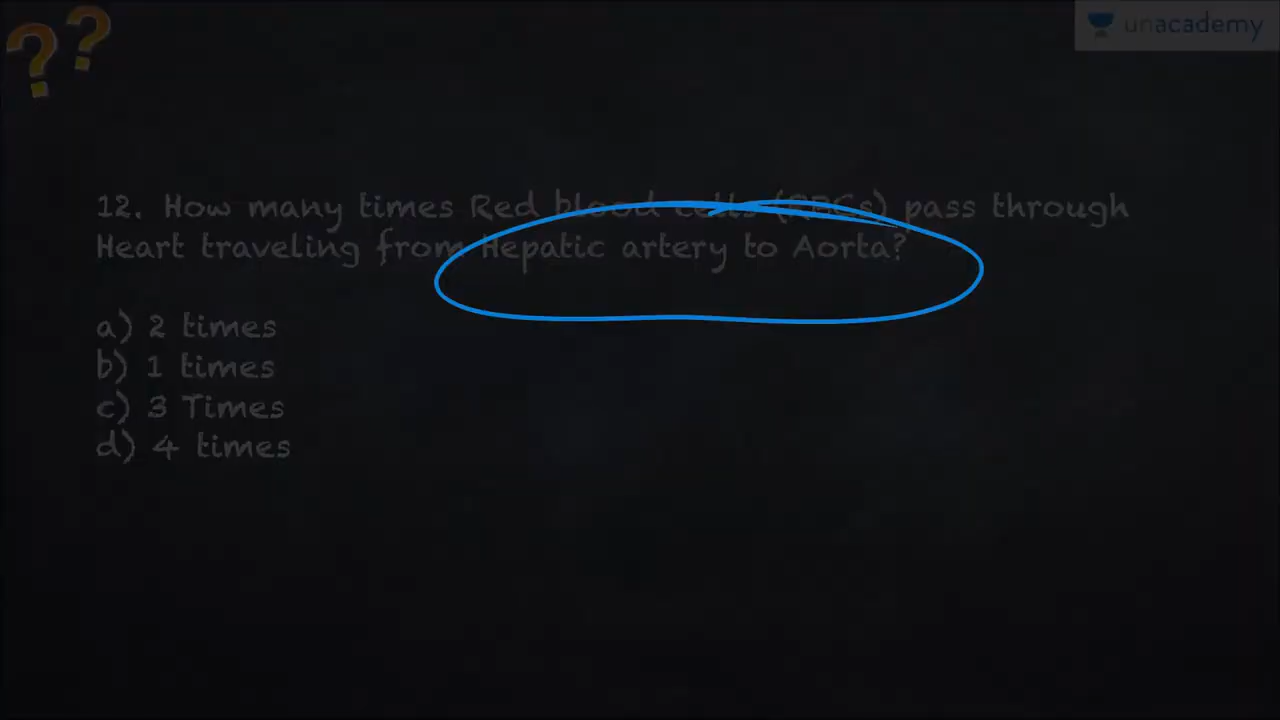 unacademy
12. How many times Red blood cells (RBCs) pass through
Heart traveling from Hepatic artery to Aorta?
a) 2 times
b) 1 times
c) 3 Times
d) 4 times